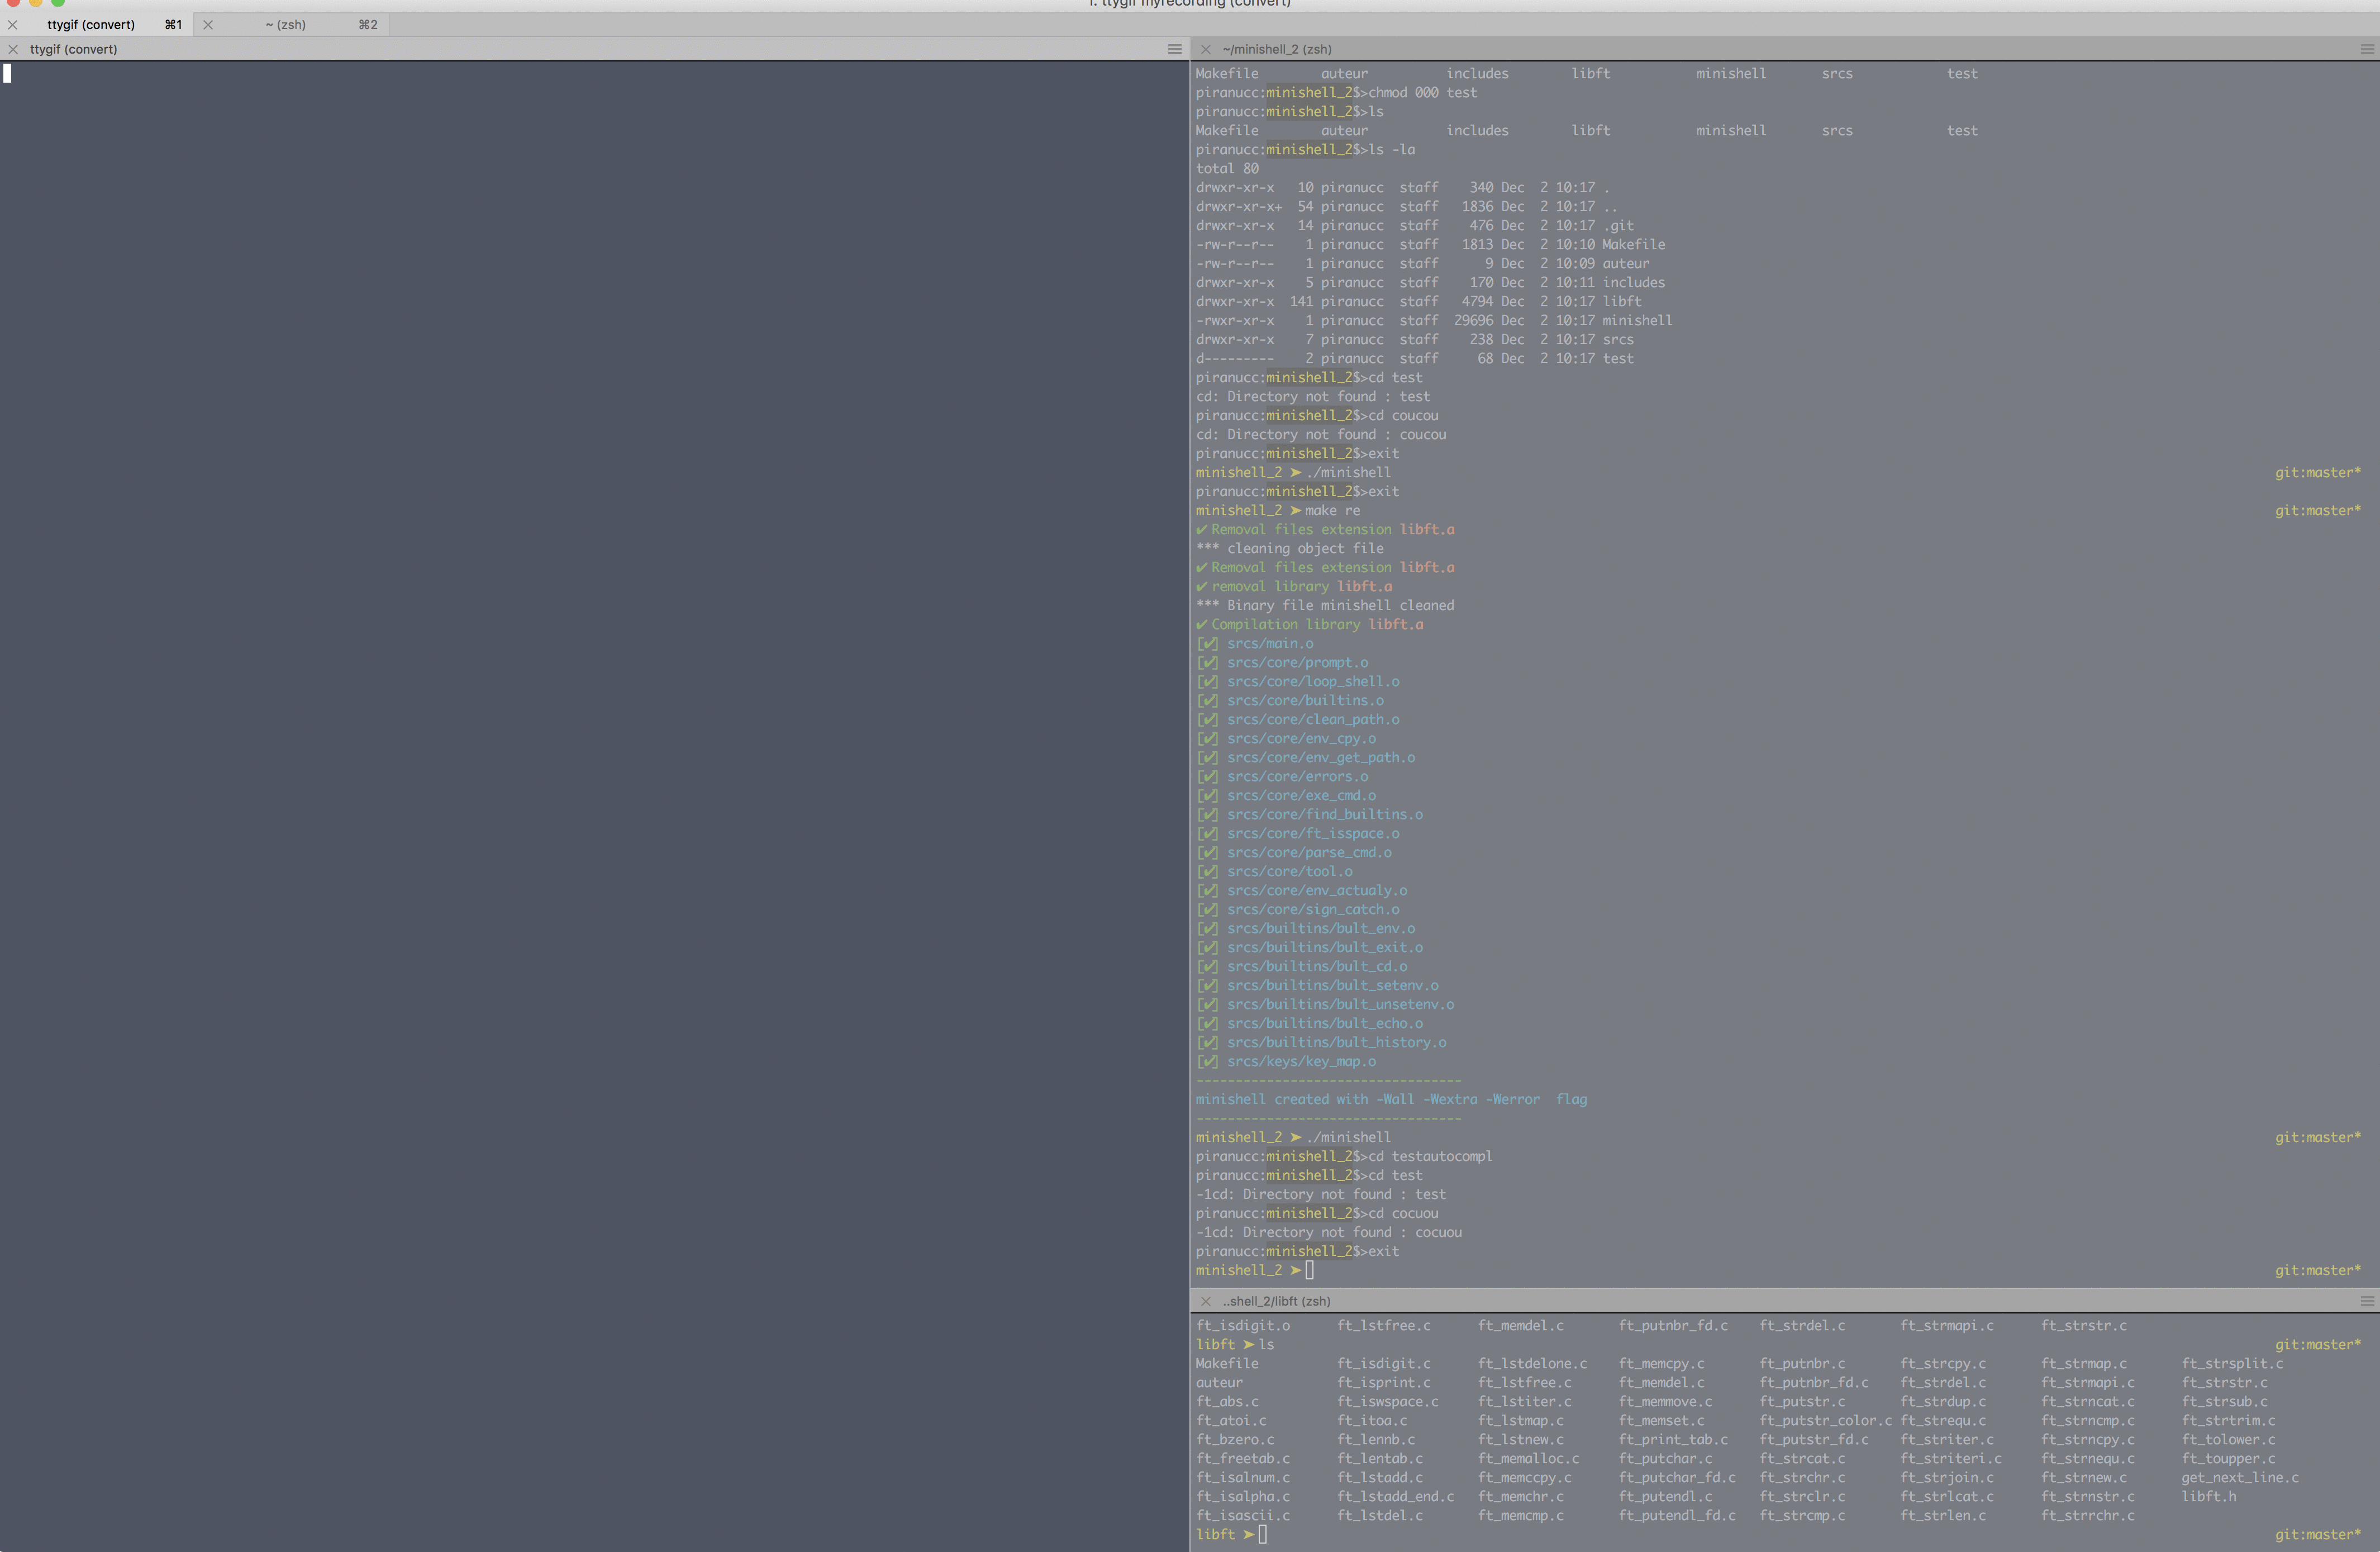 1. ttygif myrecording (convert)
ttygif (convert) ⌘1 ~ (zsh) ⌘2
ttygif (convert)
~/minishell_2 (zsh)
Makefile auteur includes libft minishell srcs test
piranucc:minishell_2$>chmod 000 test
piranucc:minishell_2$>ls
Makefile auteur includes libft minishell srcs test
piranucc:minishell_2$>ls -la
total 80
drwxr-xr-x 10 piranucc staff 340 Dec 2 10:17 .
drwxr-xr-x+ 54 piranucc staff 1836 Dec 2 10:17 ..
drwxr-xr-x 14 piranucc staff 476 Dec 2 10:17 .git
-rw-r--r-- 1 piranucc staff 1813 Dec 2 10:10 Makefile
-rw-r--r-- 1 piranucc staff 9 Dec 2 10:09 auteur
drwxr-xr-x 5 piranucc staff 170 Dec 2 10:11 includes
drwxr-xr-x 141 piranucc staff 4794 Dec 2 10:17 libft
-rwxr-xr-x 1 piranucc staff 29696 Dec 2 10:17 minishell
drwxr-xr-x 7 piranucc staff 238 Dec 2 10:17 srcs
d--------- 2 piranucc staff 68 Dec 2 10:17 test
piranucc:minishell_2$>cd test
cd: Directory not found : test
piranucc:minishell_2$>cd coucou
cd: Directory not found : coucou
piranucc:minishell_2$>exit
minishell_2 ➤ ./minishell git:master*
piranucc:minishell_2$>exit
minishell_2 ➤ make re git:master*
✔ Removal files extension libft.a
*** cleaning object file
✔ Removal files extension libft.a
✔ removal library libft.a
*** Binary file minishell cleaned
✔ Compilation library libft.a
[✔] srcs/main.o
[✔] srcs/core/prompt.o
[✔] srcs/core/loop_shell.o
[✔] srcs/core/builtins.o
[✔] srcs/core/clean_path.o
[✔] srcs/core/env_cpy.o
[✔] srcs/core/env_get_path.o
[✔] srcs/core/errors.o
[✔] srcs/core/exe_cmd.o
[✔] srcs/core/find_builtins.o
[✔] srcs/core/ft_isspace.o
[✔] srcs/core/parse_cmd.o
[✔] srcs/core/tool.o
[✔] srcs/core/env_actualy.o
[✔] srcs/core/sign_catch.o
[✔] srcs/builtins/bult_env.o
[✔] srcs/builtins/bult_exit.o
[✔] srcs/builtins/bult_cd.o
[✔] srcs/builtins/bult_setenv.o
[✔] srcs/builtins/bult_unsetenv.o
[✔] srcs/builtins/bult_echo.o
[✔] srcs/builtins/bult_history.o
[✔] srcs/keys/key_map.o
----------------------------------
minishell created with -Wall -Wextra -Werror flag
----------------------------------
minishell_2 ➤ ./minishell git:master*
piranucc:minishell_2$>cd testautocompl
piranucc:minishell_2$>cd test
-1cd: Directory not found : test
piranucc:minishell_2$>cd cocuou
-1cd: Directory not found : cocuou
piranucc:minishell_2$>exit
minishell_2 ➤ git:master*
..shell_2/libft (zsh)
ft_isdigit.o ft_lstfree.c ft_memdel.c ft_putnbr_fd.c ft_strdel.c ft_strmapi.c ft_strstr.c
libft ➤ ls git:master*
Makefile ft_isdigit.c ft_lstdelone.c ft_memcpy.c ft_putnbr.c ft_strcpy.c ft_strmap.c ft_strsplit.c
auteur ft_isprint.c ft_lstfree.c ft_memdel.c ft_putnbr_fd.c ft_strdel.c ft_strmapi.c ft_strstr.c
ft_abs.c ft_iswspace.c ft_lstiter.c ft_memmove.c ft_putstr.c ft_strdup.c ft_strncat.c ft_strsub.c
ft_atoi.c ft_itoa.c ft_lstmap.c ft_memset.c ft_putstr_color.c ft_strequ.c ft_strncmp.c ft_strtrim.c
ft_bzero.c ft_lennb.c ft_lstnew.c ft_print_tab.c ft_putstr_fd.c ft_striter.c ft_strncpy.c ft_tolower.c
ft_freetab.c ft_lentab.c ft_memalloc.c ft_putchar.c ft_strcat.c ft_striteri.c ft_strnequ.c ft_toupper.c
ft_isalnum.c ft_lstadd.c ft_memccpy.c ft_putchar_fd.c ft_strchr.c ft_strjoin.c ft_strnew.c get_next_line.c
ft_isalpha.c ft_lstadd_end.c ft_memchr.c ft_putendl.c ft_strclr.c ft_strlcat.c ft_strnstr.c libft.h
ft_isascii.c ft_lstdel.c ft_memcmp.c ft_putendl_fd.c ft_strcmp.c ft_strlen.c ft_strrchr.c
libft ➤ git:master*